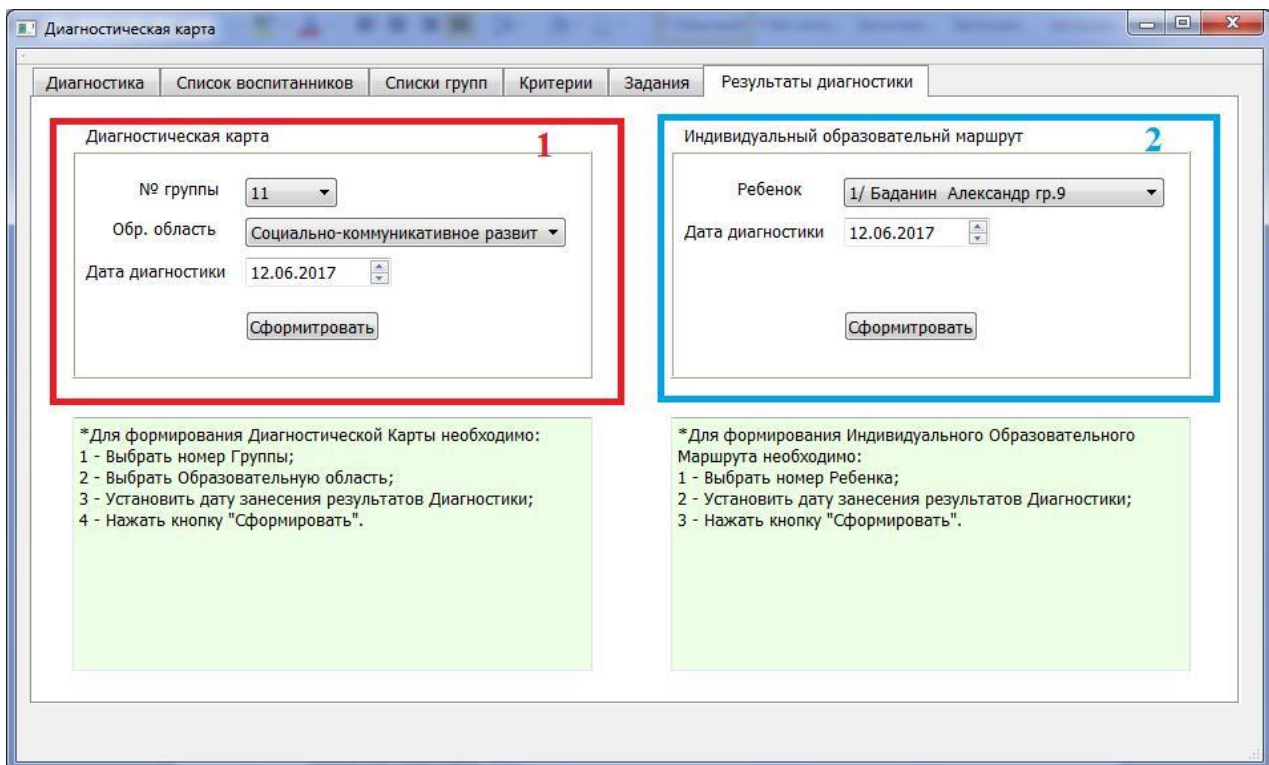 Диагностическая карта
Диагностика
Список воспитанников
Списки групп
Критерии
Задания
Результаты диагностики
Диагностическая карта
1
№ группы
11
Обр. область
Социально-коммуникативное развит
Дата диагностики
12.06.2017
Сформитровать
Индивидуальный образовательнй маршрут
2
Ребенок
1/ Баданин Александр гр.9
Дата диагностики
12.06.2017
Сформитровать
*Для формирования Диагностической Карты необходимо:
1 - Выбрать номер Группы;
2 - Выбрать Образовательную область;
3 - Установить дату занесения результатов Диагностики;
4 - Нажать кнопку "Сформировать".
*Для формирования Индивидуального Образовательного
Маршрута необходимо:
1 - Выбрать номер Ребенка;
2 - Установить дату занесения результатов Диагностики;
3 - Нажать кнопку "Сформировать".